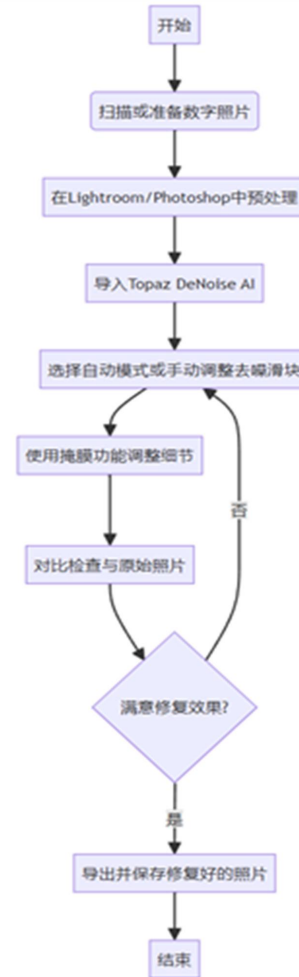 开始
扫描或准备数字照片
在Lightroom/Photoshop中预处理
导入Topaz DeNoise AI
选择自动模式或手动调整去噪滑块
使用掩膜功能调整细节
否
对比检查与原始照片
满意修复效果?
是
导出并保存修复好的照片
结束